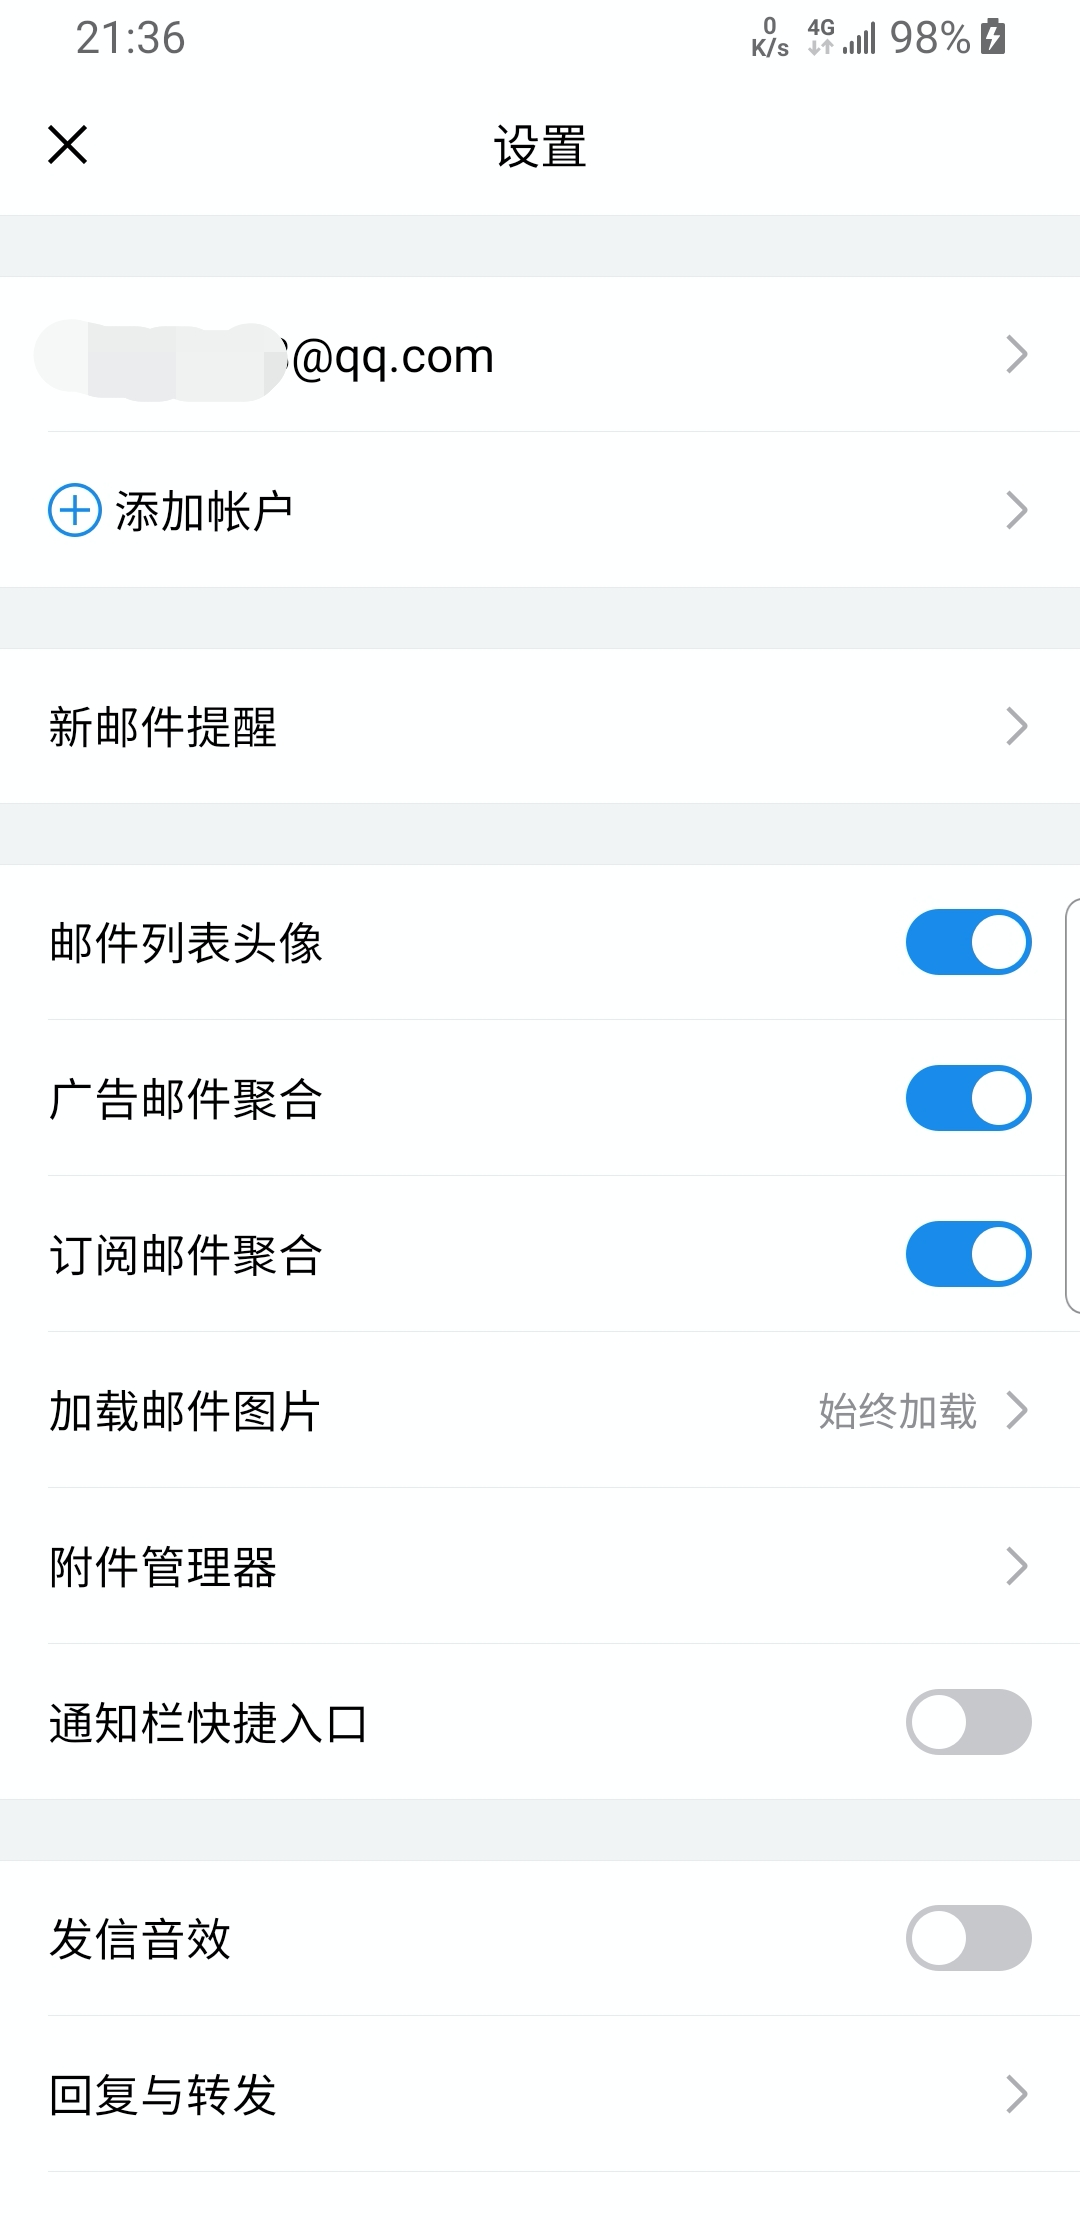 21:36
0 K/s 4G 98%
设置
@qq.com
添加帐户
新邮件提醒
邮件列表头像
广告邮件聚合
订阅邮件聚合
加载邮件图片 始终加载
附件管理器
通知栏快捷入口
发信音效
回复与转发